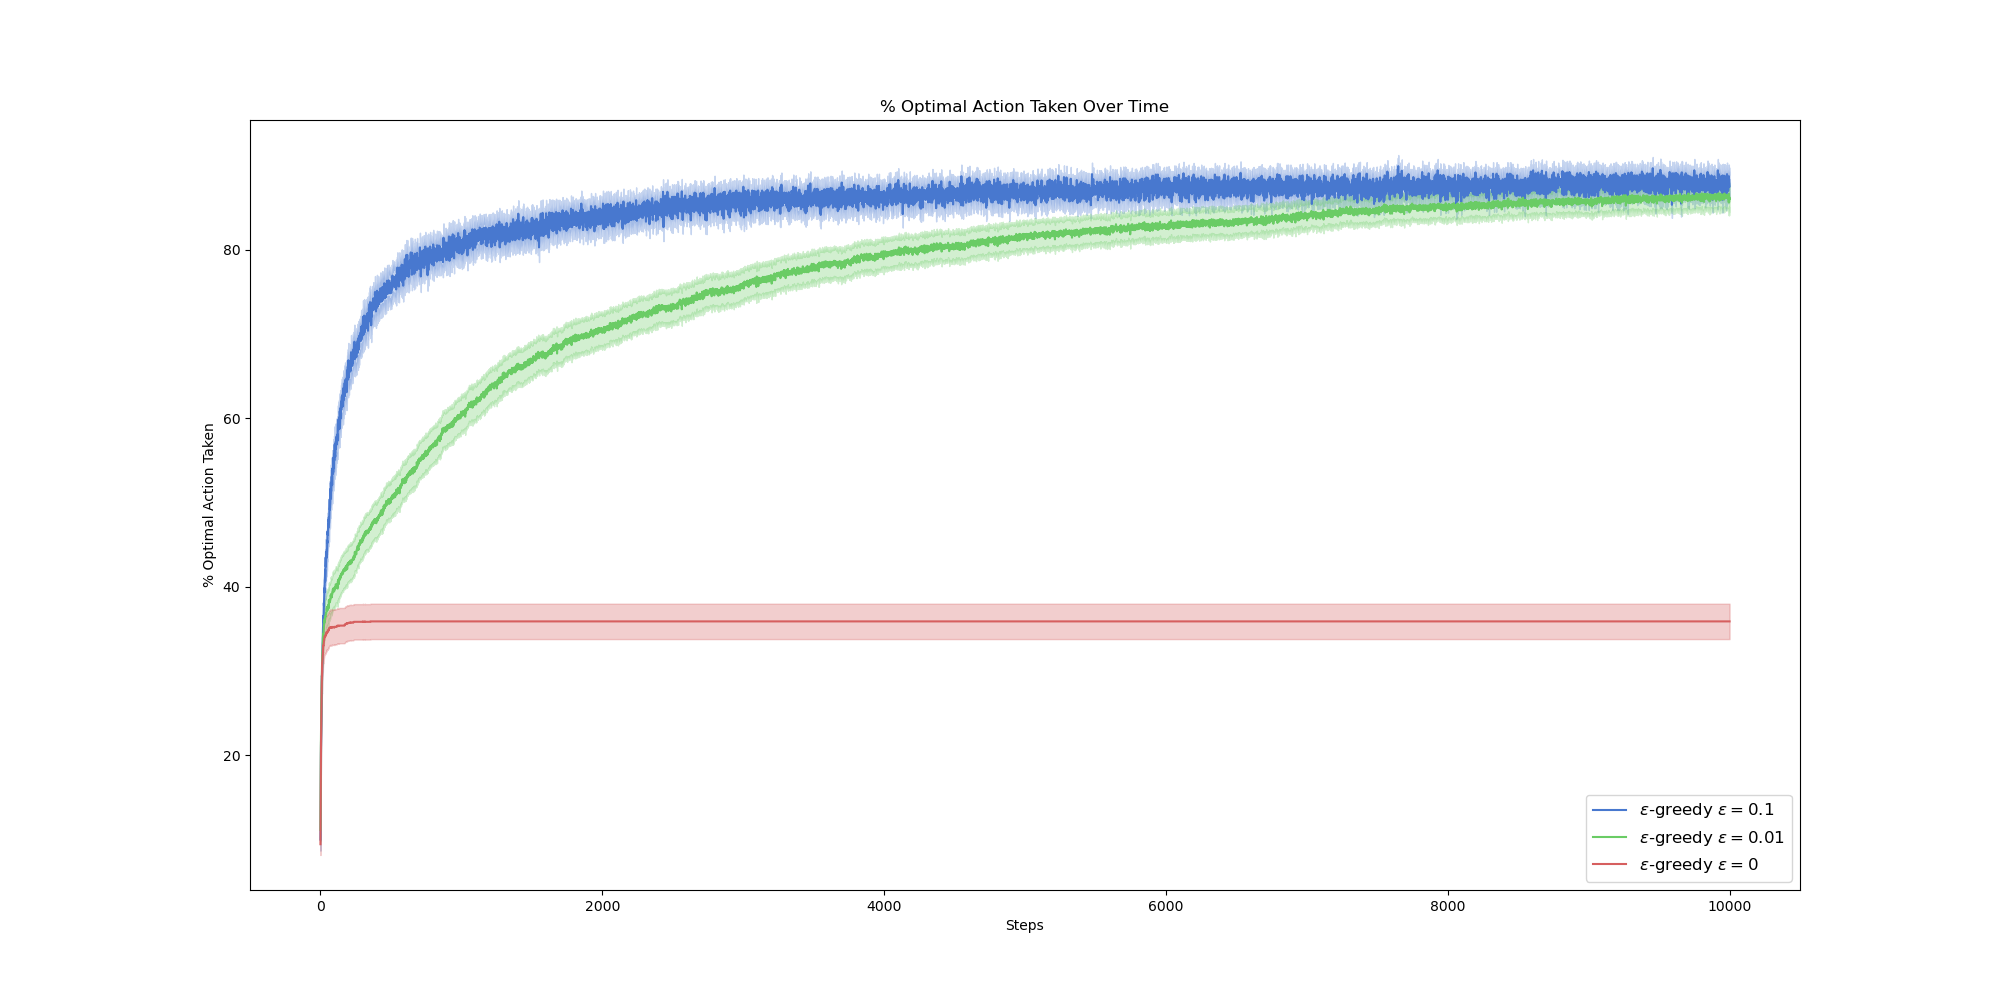 % Optimal Action Taken Over Time
% Optimal Action Taken
80
60
40
20
0
2000
4000
6000
8000
10000
Steps
ε-greedy ε = 0.1
ε-greedy ε = 0.01
ε-greedy ε = 0